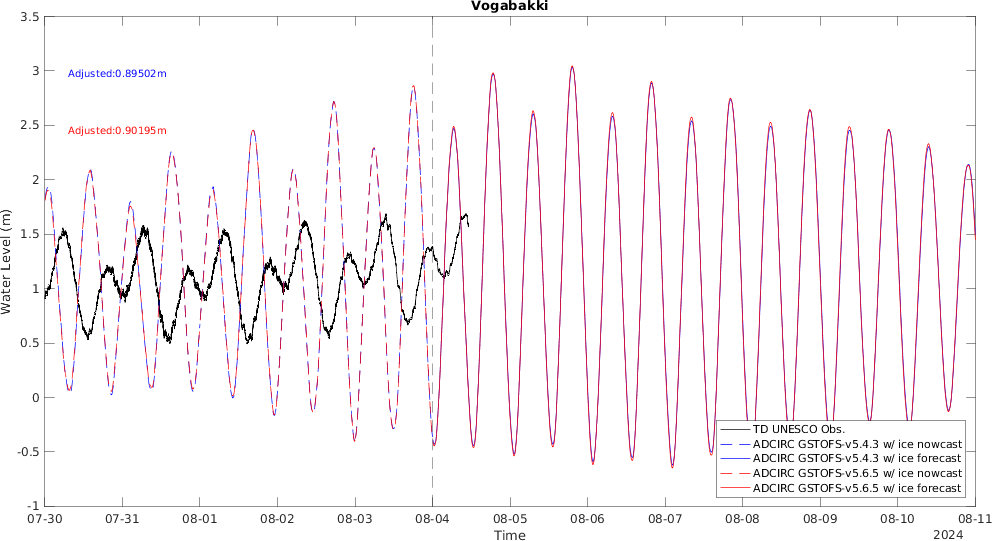 Vogabakki
3.5
3
2.5
2
1.5
1
0.5
0
-0.5
-1
Water Level (m)
Adjusted:0.89502m
Adjusted:0.90195m
TD UNESCO Obs.
ADCIRC GSTOFS-v5.4.3 w/ ice nowcast
ADCIRC GSTOFS-v5.4.3 w/ ice forecast
ADCIRC GSTOFS-v5.6.5 w/ ice nowcast
ADCIRC GSTOFS-v5.6.5 w/ ice forecast
07-30 07-31 08-01 08-02 08-03 08-04 08-05 08-06 08-07 08-08 08-09 08-10 08-11
Time
2024